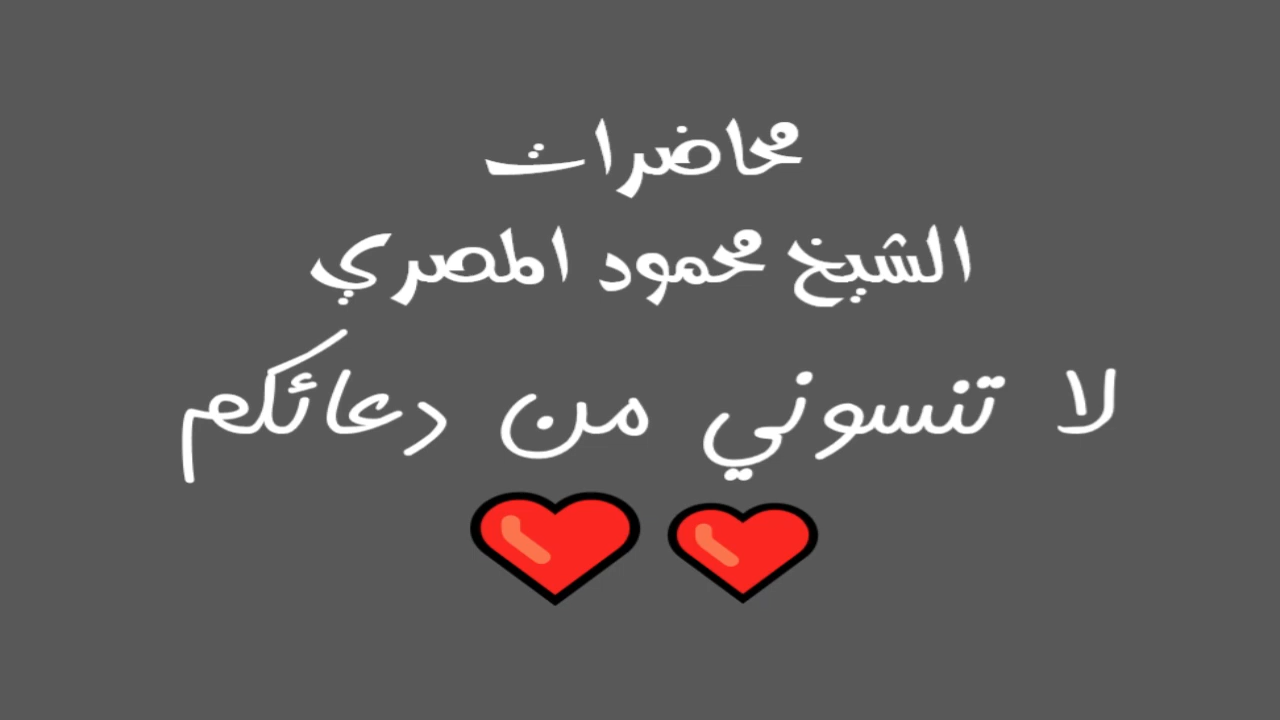 محاضرات
الشيخ محمود المصري
لا تنسوني من دعائكم